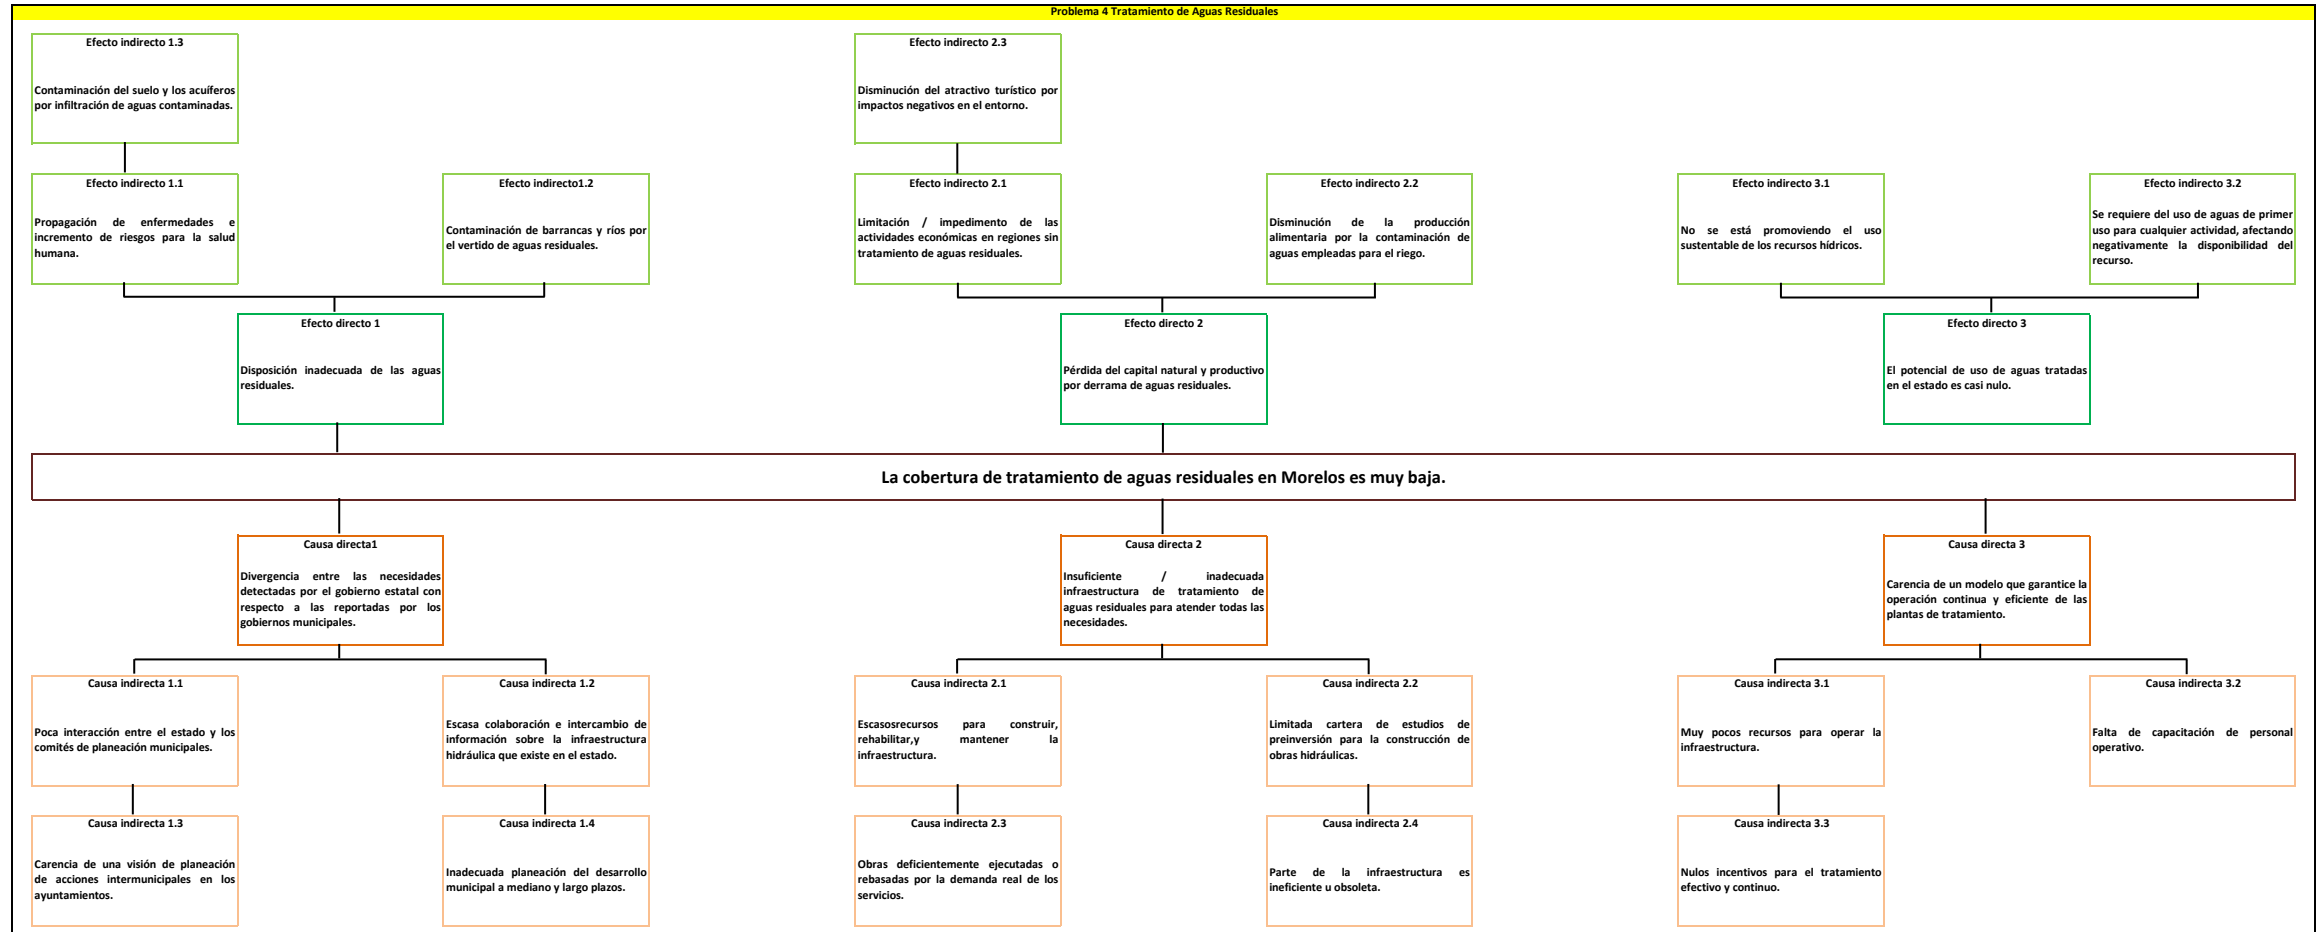 Problema 4 Tratamiento de Aguas Residuales
Efecto indirecto 1.3
Contaminación del suelo y los acuíferos
por infiltración de aguas contaminadas.
Efecto indirecto 2.3
Disminución del atractivo turístico por
impactos negativos en el entorno.
Efecto indirecto 1.1
Propagación de enfermedades e
incremento de riesgos para la salud
humana.
Efecto indirecto1.2
Contaminación de barrancas y ríos por
el vertido de aguas residuales.
Efecto indirecto 2.1
Limitación / impedimento de las
actividades económicas en regiones sin
tratamiento de aguas residuales.
Efecto indirecto 2.2
Disminución de la producción
alimentaria por la contaminación de
aguas empleadas para el riego.
Efecto indirecto 3.1
No se está promoviendo el uso
sustentable de los recursos hídricos.
Efecto indirecto 3.2
Se requiere del uso de aguas de primer
uso para cualquier actividad, afectando
negativamente la disponibilidad del
recurso.
Efecto directo 1
Disposición inadecuada de las aguas
residuales.
Efecto directo 2
Pérdida del capital natural y productivo
por derrama de aguas residuales.
Efecto directo 3
El potencial de uso de aguas tratadas
en el estado es casi nulo.
La cobertura de tratamiento de aguas residuales en Morelos es muy baja.
Causa directa1
Divergencia entre las necesidades
detectadas por el gobierno estatal con
respecto a las reportadas por los
gobiernos municipales.
Causa directa 2
Insuficiente / inadecuada
infraestructura de tratamiento de
aguas residuales para atender todas las
necesidades.
Causa directa 3
Carencia de un modelo que garantice la
operación continua y eficiente de las
plantas de tratamiento.
Causa indirecta 1.1
Poca interacción entre el estado y los
comités de planeación municipales.
Causa indirecta 1.2
Escasa colaboración e intercambio de
información sobre la infraestructura
hidráulica que existe en el estado.
Causa indirecta 2.1
Escasosrecursos para construir,
rehabilitar,y mantener la
infraestructura.
Causa indirecta 2.2
Limitada cartera de estudios de
preinversión para la construcción de
obras hidráulicas.
Causa indirecta 3.1
Muy pocos recursos para operar la
infraestructura.
Causa indirecta 3.2
Falta de capacitación de personal
operativo.
Causa indirecta 1.3
Carencia de una visión de planeación
de acciones intermunicipales en los
ayuntamientos.
Causa indirecta 1.4
Inadecuada planeación del desarrollo
municipal a mediano y largo plazos.
Causa indirecta 2.3
Obras deficientemente ejecutadas o
rebasadas por la demanda real de los
servicios.
Causa indirecta 2.4
Parte de la infraestructura es
ineficiente u obsoleta.
Causa indirecta 3.3
Nulos incentivos para el tratamiento
efectivo y continuo.